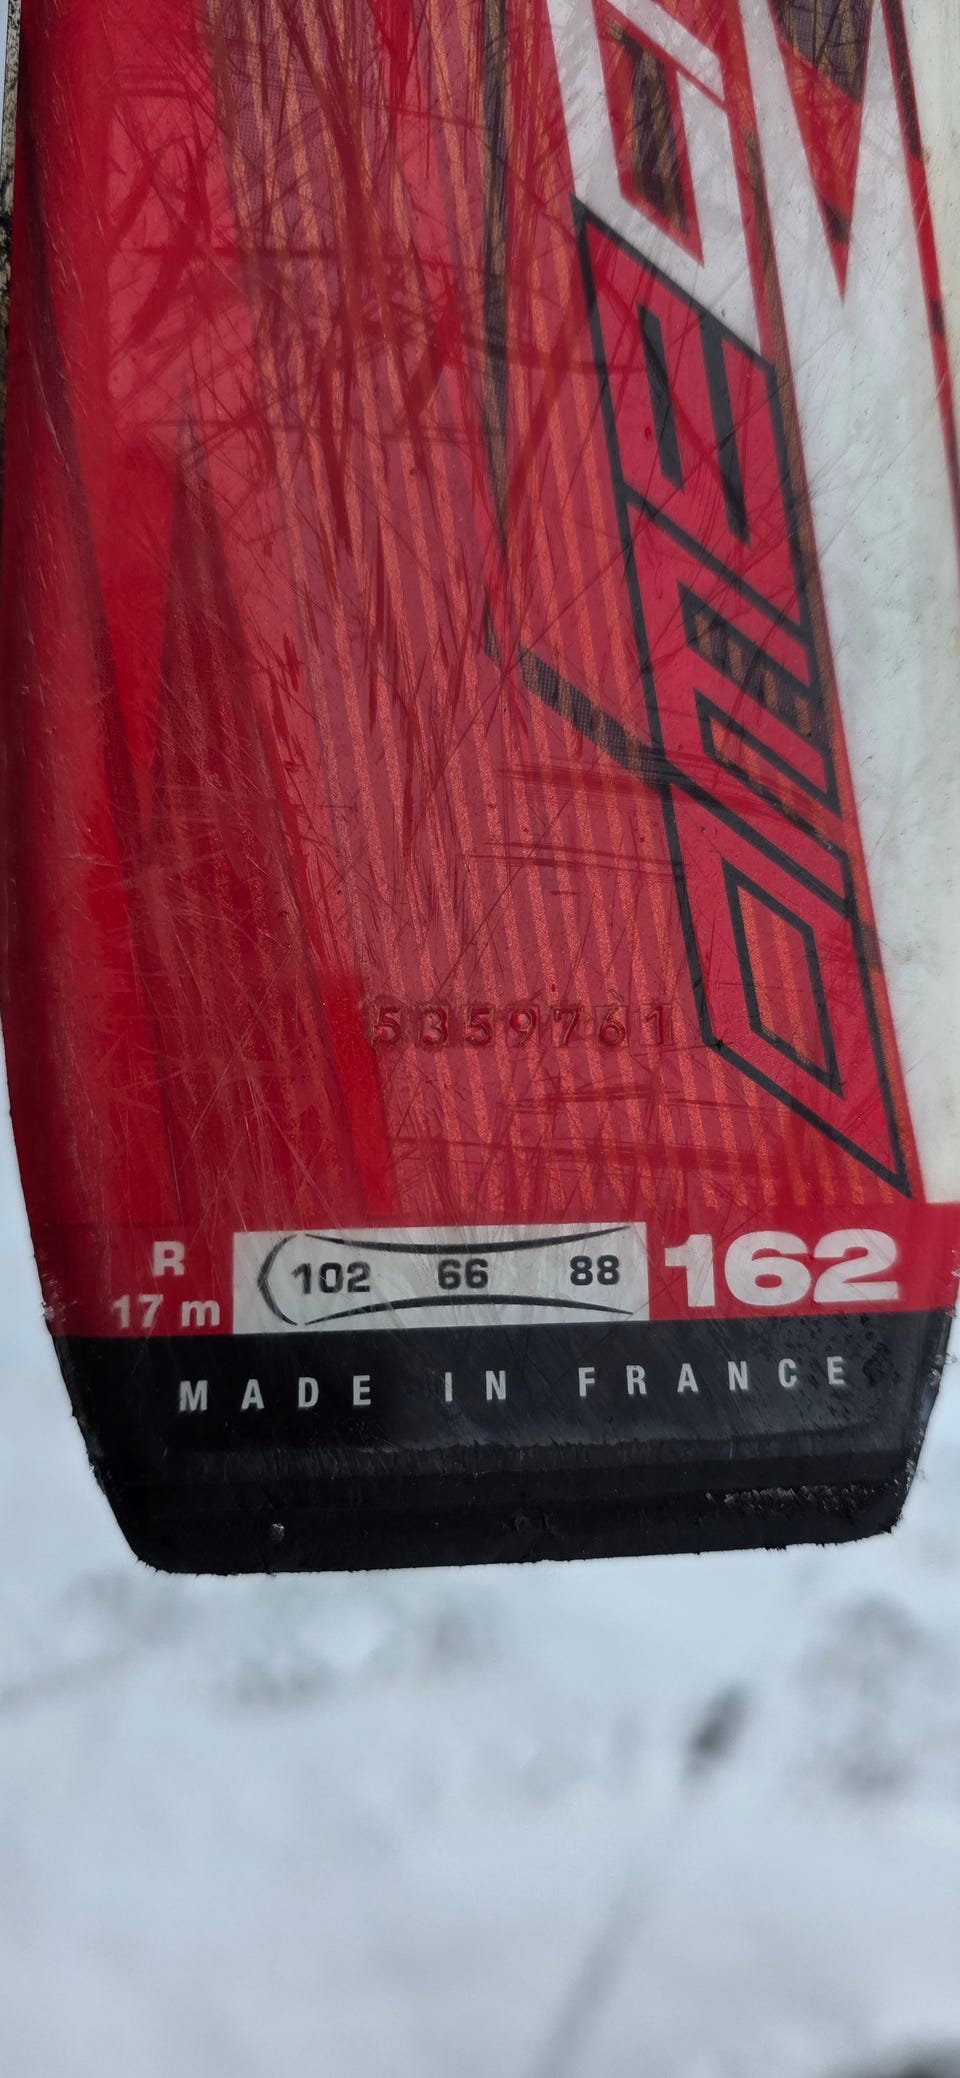 5359761
R
17 m
102 66 88
162
MADE IN FRANCE